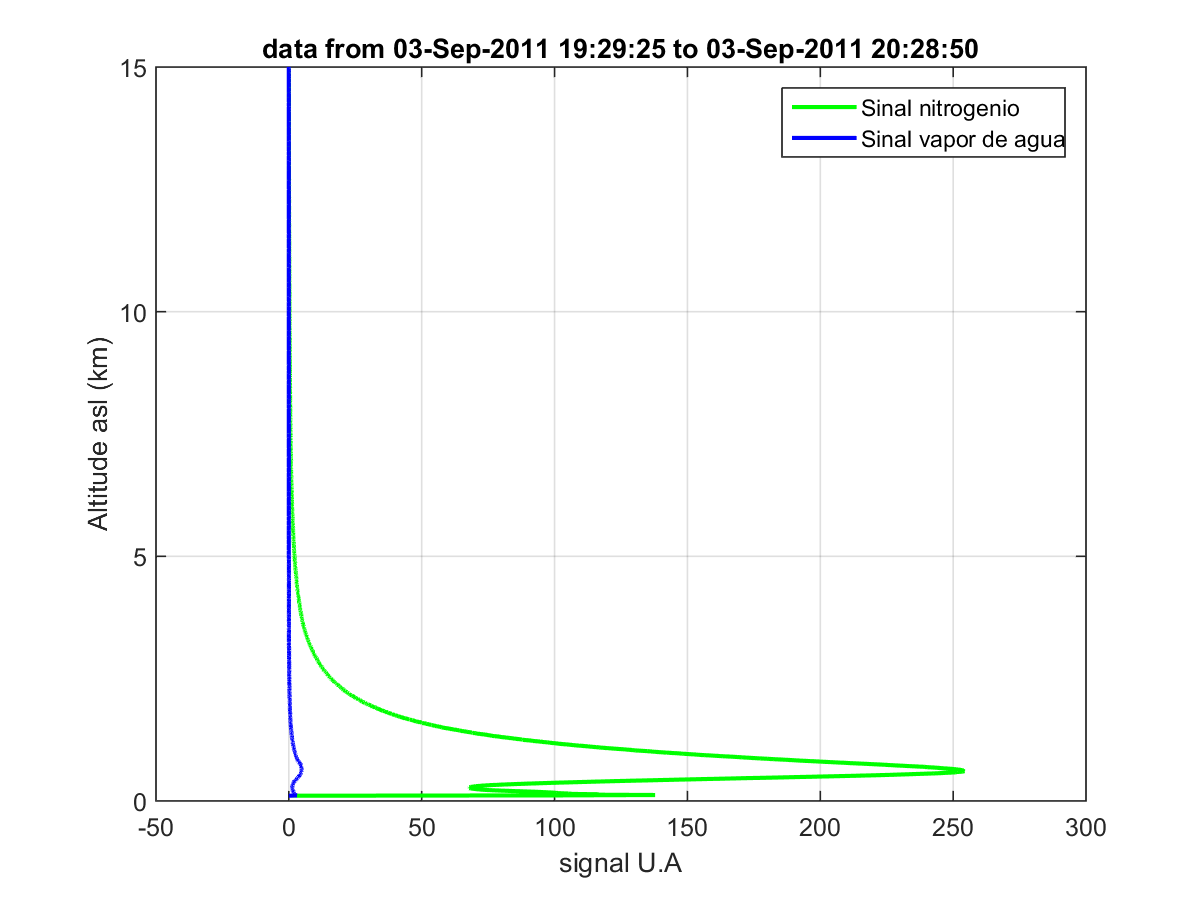 data from 03-Sep-2011 19:29:25 to 03-Sep-2011 20:28:50
Sinal nitrogenio
Sinal vapor de agua
15
10
5
0
Altitude asl (km)
-50 0 50 100 150 200 250 300
signal U.A